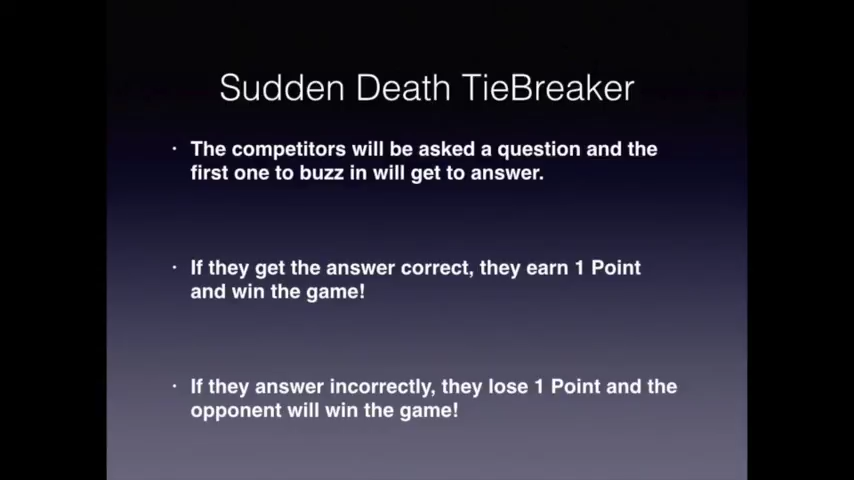 Sudden Death TieBreaker
· The competitors will be asked a question and the
first one to buzz in will get to answer.
· If they get the answer correct, they earn 1 Point
and win the game!
· If they answer incorrectly, they lose 1 Point and the
opponent will win the game!